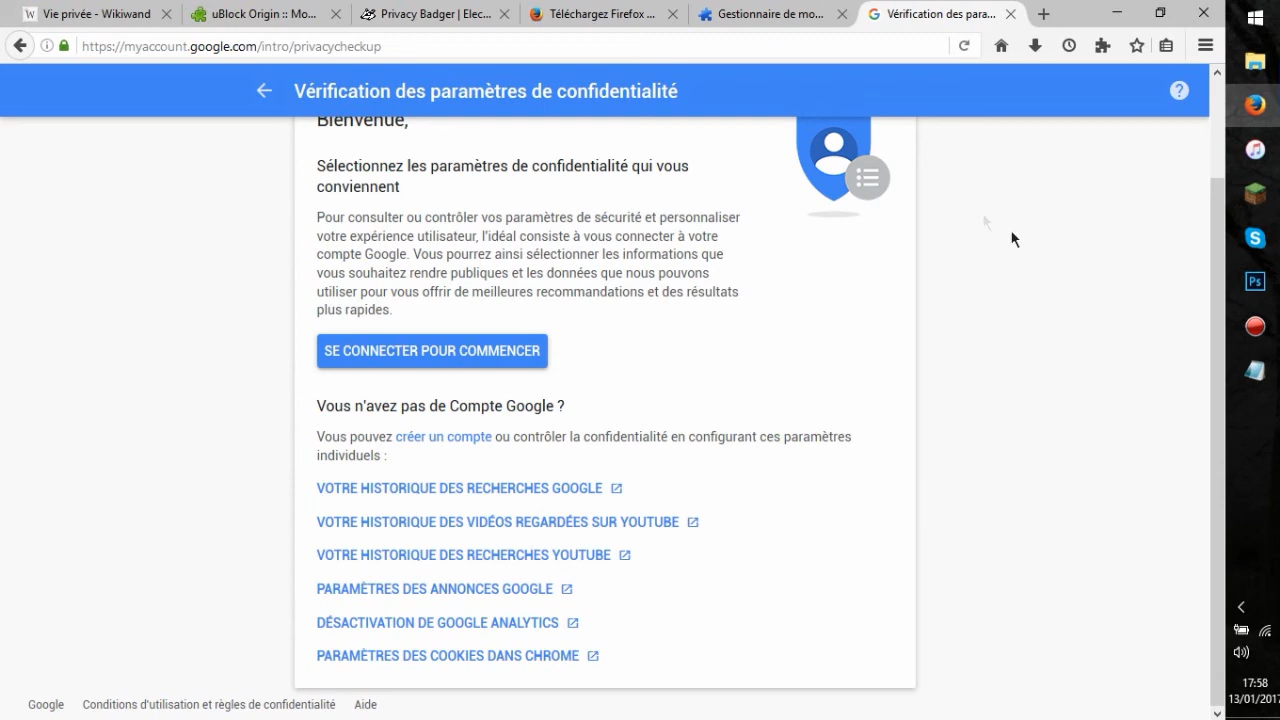 Vie privée - Wikiwand
uBlock Origin :: Mo...
Privacy Badger | Elec...
Téléchargez Firefox ...
Gestionnaire de mo...
Vérification des para...
https://myaccount.google.com/intro/privacycheckup
Vérification des paramètres de confidentialité
Bienvenue,
Sélectionnez les paramètres de confidentialité qui vous
conviennent
Pour consulter ou contrôler vos paramètres de sécurité et personnaliser
votre expérience utilisateur, l'idéal consiste à vous connecter à votre
compte Google. Vous pourrez ainsi sélectionner les informations que
vous souhaitez rendre publiques et les données que nous pouvons
utiliser pour vous offrir de meilleures recommandations et des résultats
plus rapides.
SE CONNECTER POUR COMMENCER
Vous n'avez pas de Compte Google ?
Vous pouvez créer un compte ou contrôler la confidentialité en configurant ces paramètres
individuels :
VOTRE HISTORIQUE DES RECHERCHES GOOGLE
VOTRE HISTORIQUE DES VIDÉOS REGARDÉES SUR YOUTUBE
VOTRE HISTORIQUE DES RECHERCHES YOUTUBE
PARAMÈTRES DES ANNONCES GOOGLE
DÉSACTIVATION DE GOOGLE ANALYTICS
PARAMÈTRES DES COOKIES DANS CHROME
Google Conditions d'utilisation et règles de confidentialité Aide
Ps
17:58
13/01/2017